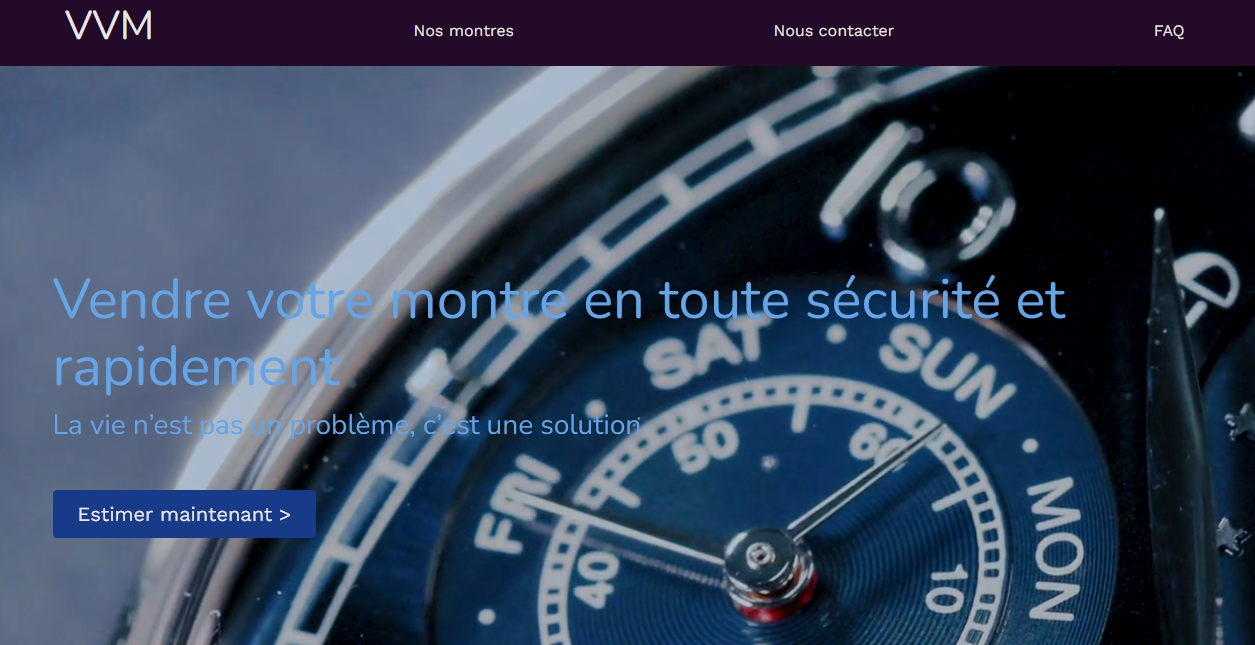 VVM
Nos montres
Nous contacter
FAQ
10
Vendre votre montre en toute sécurité et
rapidement
SAT
SUN
La vie n’est pas un problème, c’est une solution
50
60
FRI
MON
Estimer maintenant >
40
10